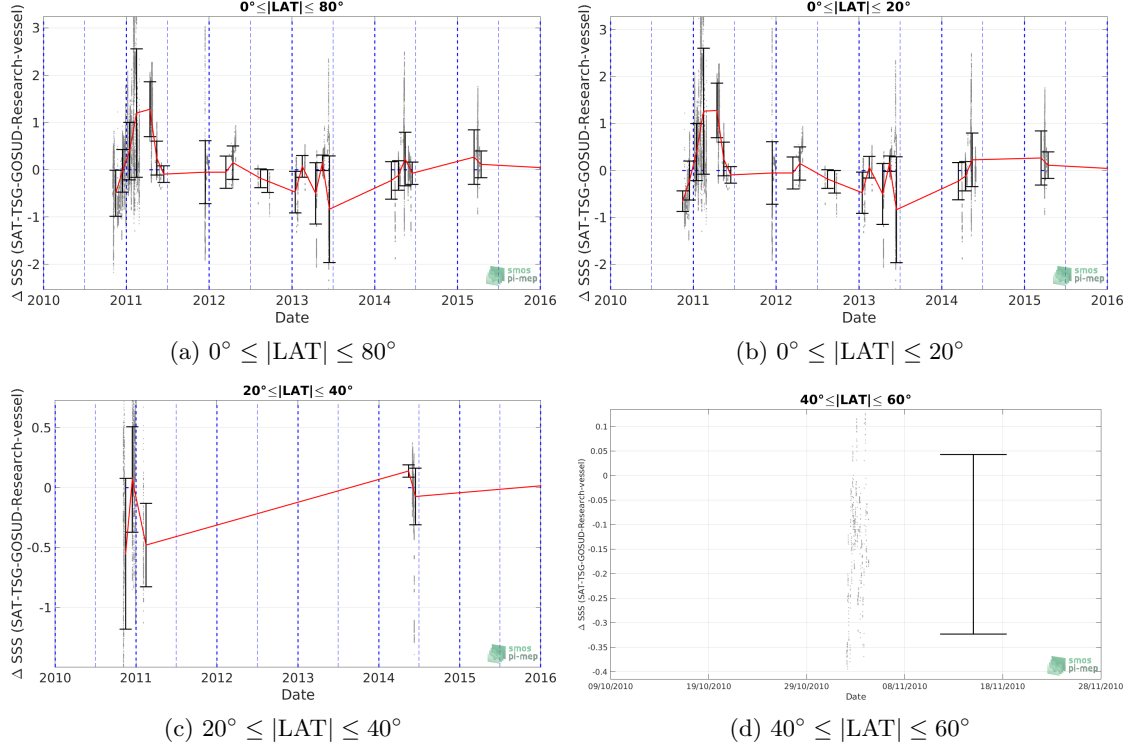 0°≤|LAT|≤ 80°
Δ SSS (SAT-TSG-GOSUD-Research-vessel)
3
2
1
0
-1
-2
2010 2011 2012 2013 2014 2015 2016
Date
smos
pi-mep
(a) 0° ≤ |LAT| ≤ 80°
0°≤|LAT|≤ 20°
Δ SSS (SAT-TSG-GOSUD-Research-vessel)
3
2
1
0
-1
-2
2010 2011 2012 2013 2014 2015 2016
Date
smos
pi-mep
(b) 0° ≤ |LAT| ≤ 20°
20°≤|LAT|≤ 40°
Δ SSS (SAT-TSG-GOSUD-Research-vessel)
0.5
0
-0.5
-1
2010 2011 2012 2013 2014 2015 2016
Date
smos
pi-mep
(c) 20° ≤ |LAT| ≤ 40°
40°≤|LAT|≤ 60°
Δ SSS (SAT-TSG-GOSUD-Research-vessel)
0.1
0.05
0
-0.05
-0.1
-0.15
-0.2
-0.25
-0.3
-0.35
-0.4
09/10/2010 19/10/2010 29/10/2010 08/11/2010 18/11/2010 28/11/2010
Date
smos
pi-mep
(d) 40° ≤ |LAT| ≤ 60°